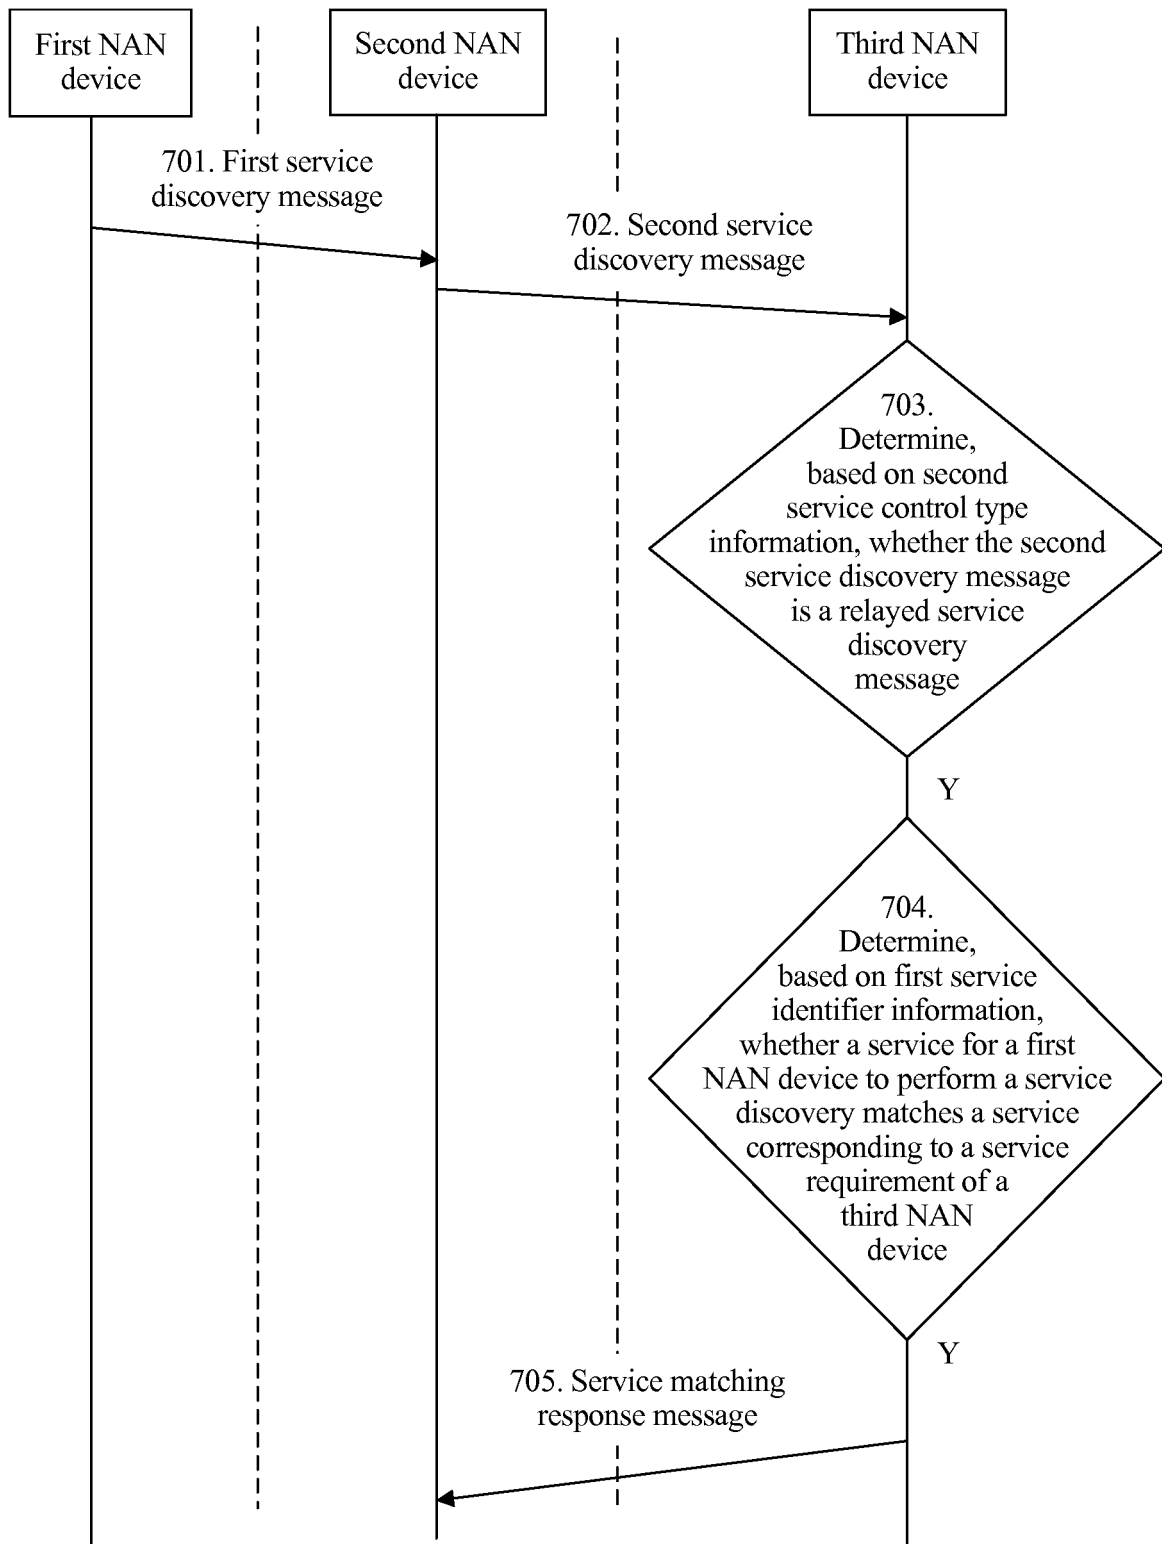 First NAN
device
Second NAN
device
Third NAN
device
701. First service
discovery message
702. Second service
discovery message
703.
Determine,
based on second
service control type
information, whether the second
service discovery message
is a relayed service
discovery
message
Y
704.
Determine,
based on first service
identifier information,
whether a service for a first
NAN device to perform a service
discovery matches a service
corresponding to a service
requirement of a
third NAN
device
Y
705. Service matching
response message